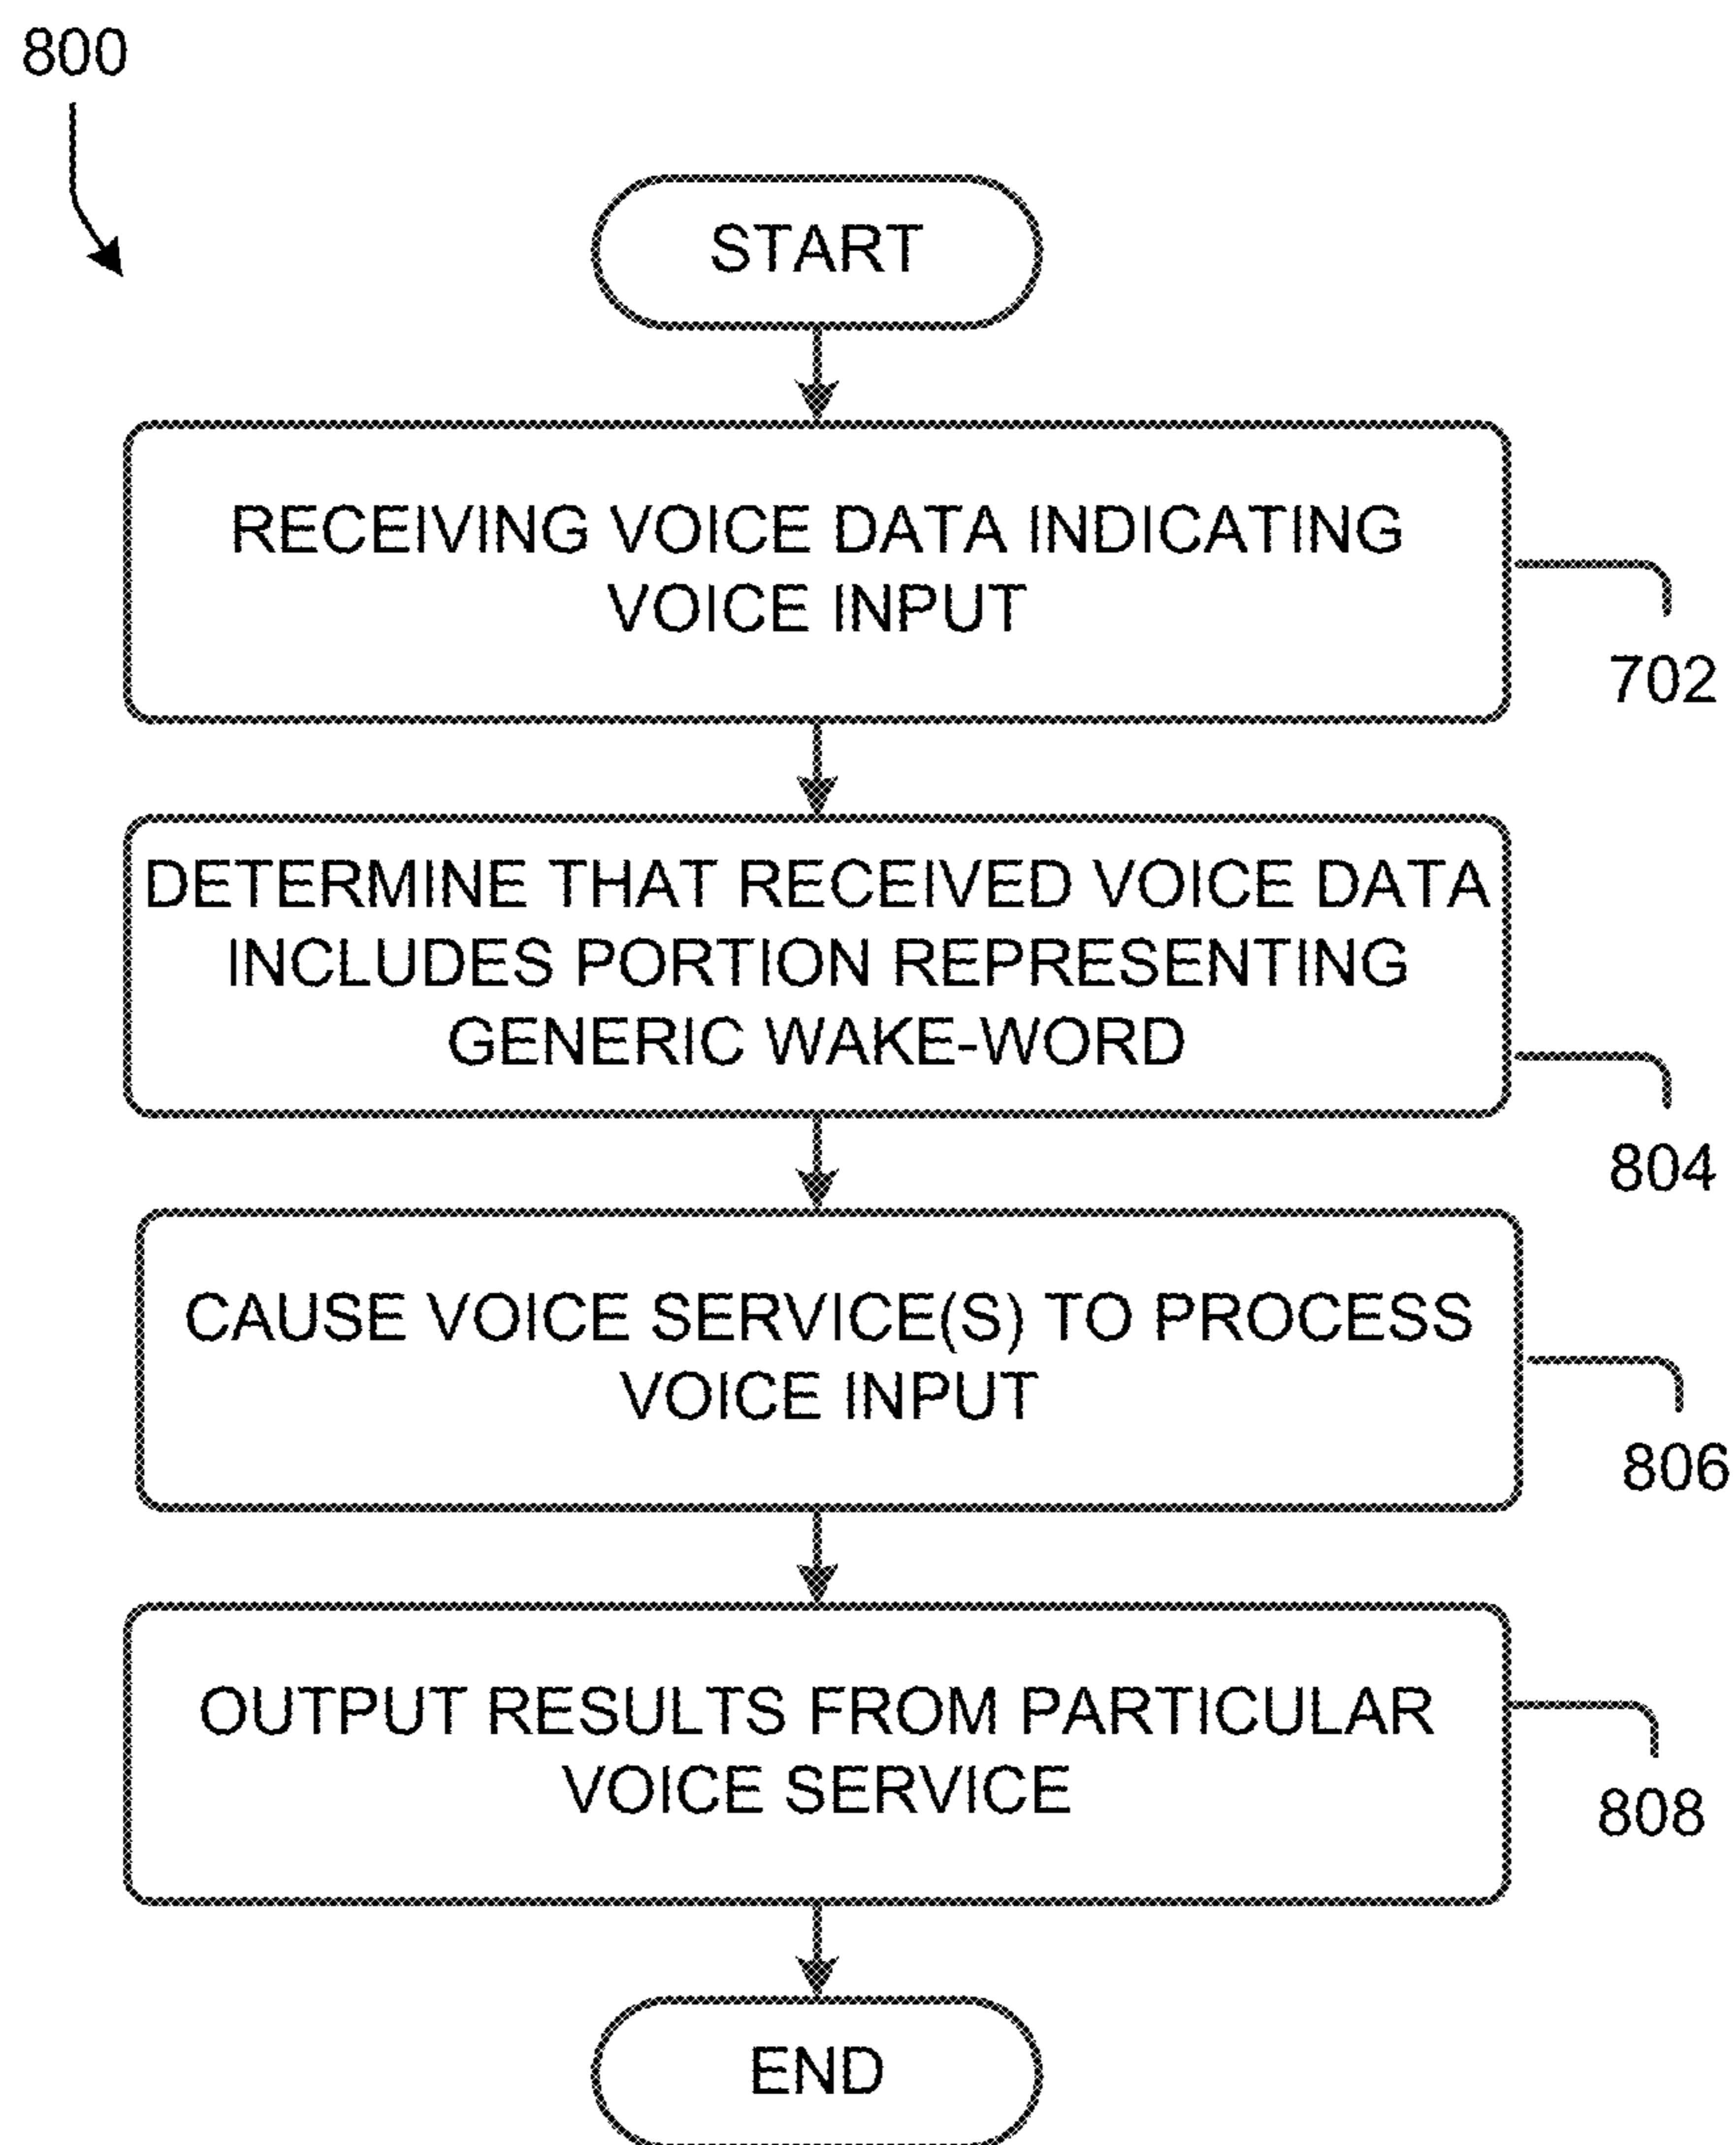 800
START
RECEIVING VOICE DATA INDICATING
VOICE INPUT
702
DETERMINE THAT RECEIVED VOICE DATA
INCLUDES PORTION REPRESENTING
GENERIC WAKE-WORD
804
CAUSE VOICE SERVICE(S) TO PROCESS
VOICE INPUT
806
OUTPUT RESULTS FROM PARTICULAR
VOICE SERVICE
808
END